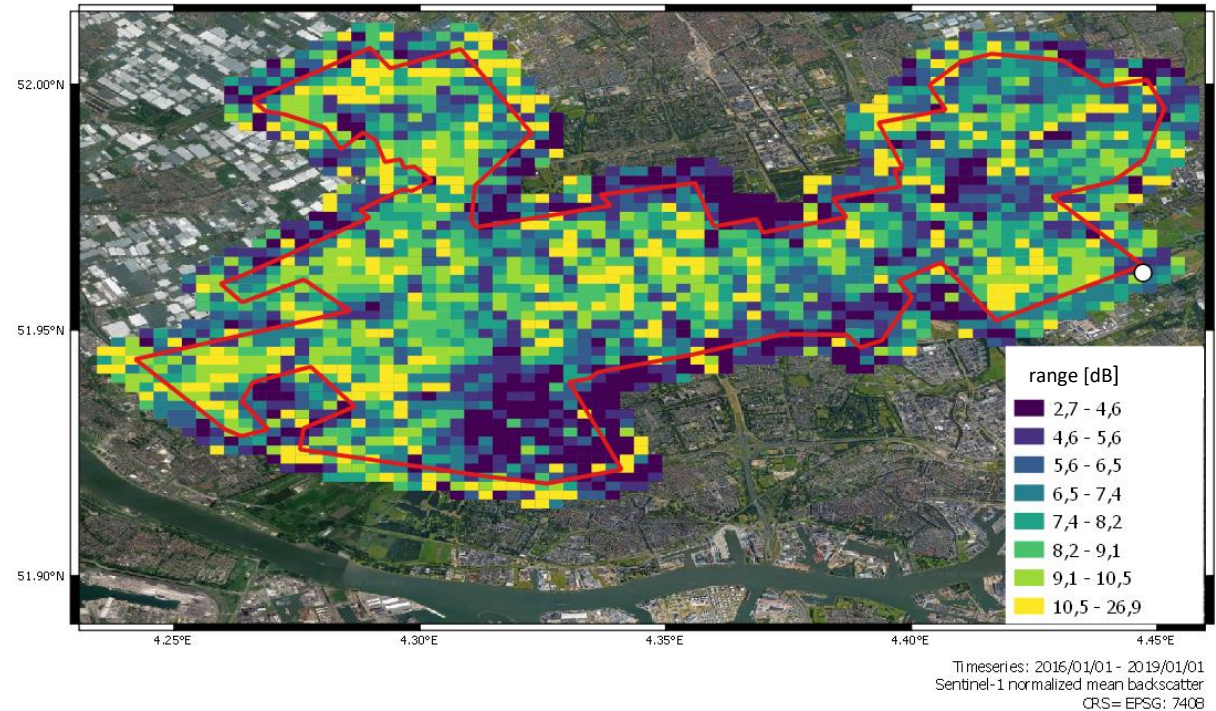 52.00°N
51.95°N
51.90°N
range [dB]
2,7 - 4,6
4,6 - 5,6
5,6 - 6,5
6,5 - 7,4
7,4 - 8,2
8,2 - 9,1
9,1 - 10,5
10,5 - 26,9
4.25°E
4.30°E
4.35°E
4.40°E
4.45°E
Timeseries: 2016/01/01 - 2019/01/01
Sentinel-1 normalized mean backscatter
CRS= EPSG: 7408